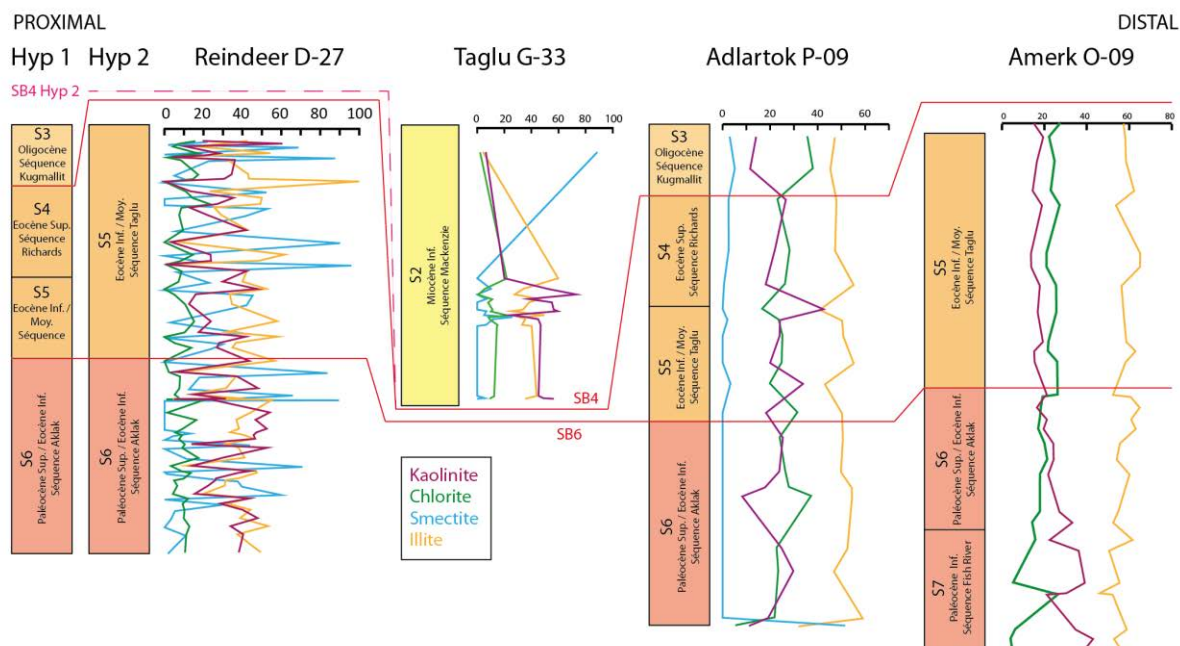 PROXIMAL
DISTAL
Hyp 1
Hyp 2
Reindeer D-27
Taglu G-33
Adlartok P-09
Amerk O-09
SB4 Hyp 2
S3
Oligocène
Séquence
Kugmallit
S4
Eocène Sup.
Séquence
Richards
S5
Eocène Inf. /
Moy.
Séquence
S6
Paléocène Sup. / Eocène Inf.
Séquence Aklak
S5
Eocène Inf. / Moy.
Séquence Taglu
S6
Paléocène Sup. / Eocène Inf.
Séquence Aklak
0 20 40 60 80 100
S2
Miocène Inf.
Séquence Mackenzie
0 20 40 60 80 100
SB4
SB6
Kaolinite
Chlorite
Smectite
Illite
S3
Oligocène
Séquence
Kugmallit
S4
Eocène Sup.
Séquence Richards
S5
Eocène Inf. / Moy.
Séquence Taglu
S6
Paléocène Sup. / Eocène Inf.
Séquence Aklak
0 20 40 60
S5
Eocène Inf. / Moy.
Séquence Taglu
S6
Paléocène Sup. / Eocène Inf.
Séquence Aklak
S7
Paléocène Inf.
Séquence Fish River
0 20 40 60 80